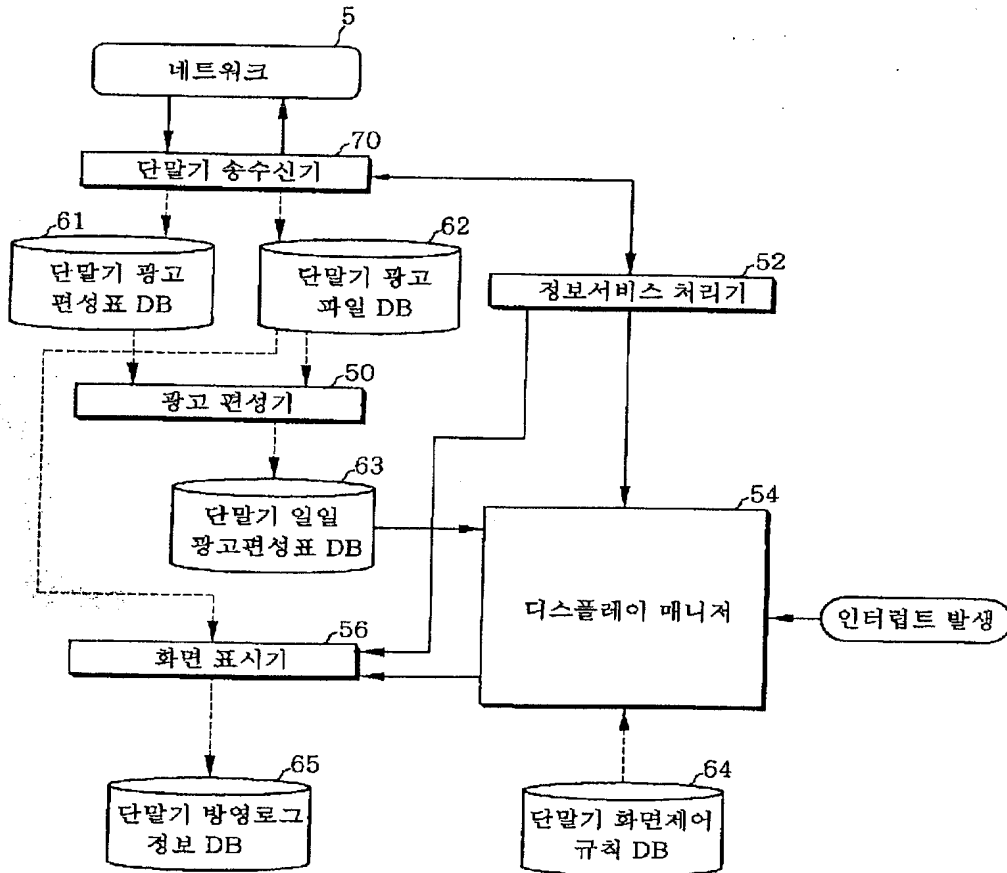 5
네트워크
70
단말기 송수신기
61
단말기 광고
편성표 DB
62
단말기 광고
파일 DB
52
정보서비스 처리기
50
광고 편성기
63
단말기 일일
광고편성표 DB
54
디스플레이 매니저
인터럽트 발생
56
화면 표시기
65
단말기 방영로그
정보 DB
64
단말기 화면제어
규칙 DB